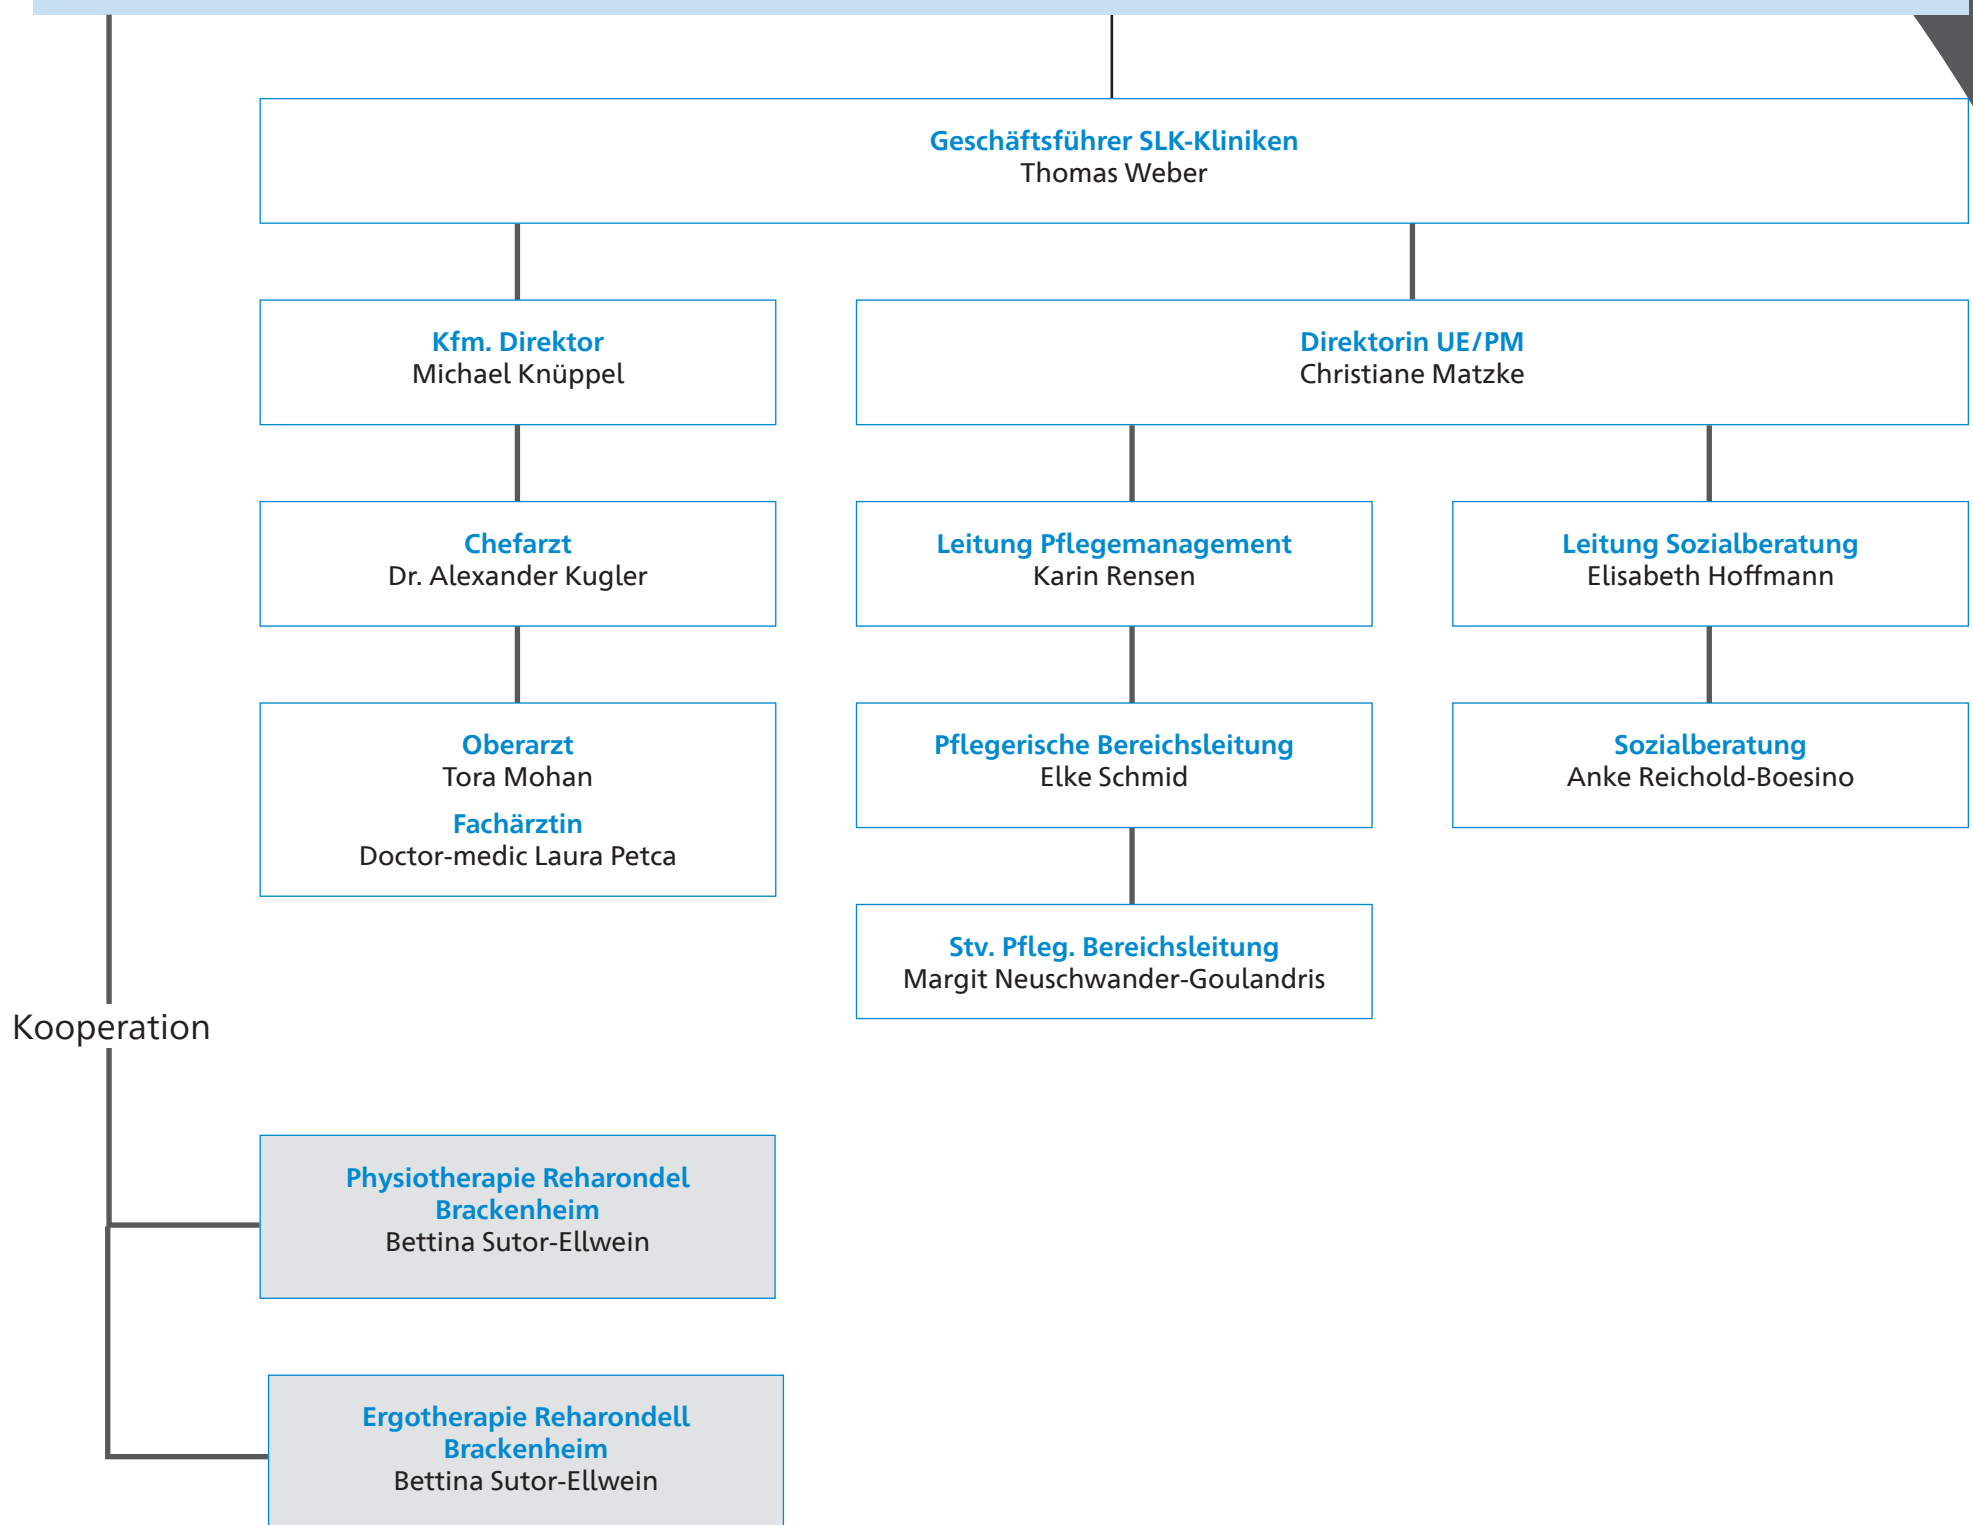 Geschäftsführer SLK-Kliniken
Thomas Weber
Kfm. Direktor
Michael Knüppel
Direktorin UE/PM
Christiane Matzke
Chefarzt
Dr. Alexander Kugler
Leitung Pflegemanagement
Karin Rensen
Leitung Sozialberatung
Elisabeth Hoffmann
Oberarzt
Tora Mohan
Fachärztin
Doctor-medic Laura Petca
Pflegerische Bereichsleitung
Elke Schmid
Sozialberatung
Anke Reichold-Boesino
Stv. Pfleg. Bereichsleitung
Margit Neuschwander-Goulandris
Kooperation
Physiotherapie Reharondel
Brackenheim
Bettina Sutor-Ellwein
Ergotherapie Reharondell
Brackenheim
Bettina Sutor-Ellwein